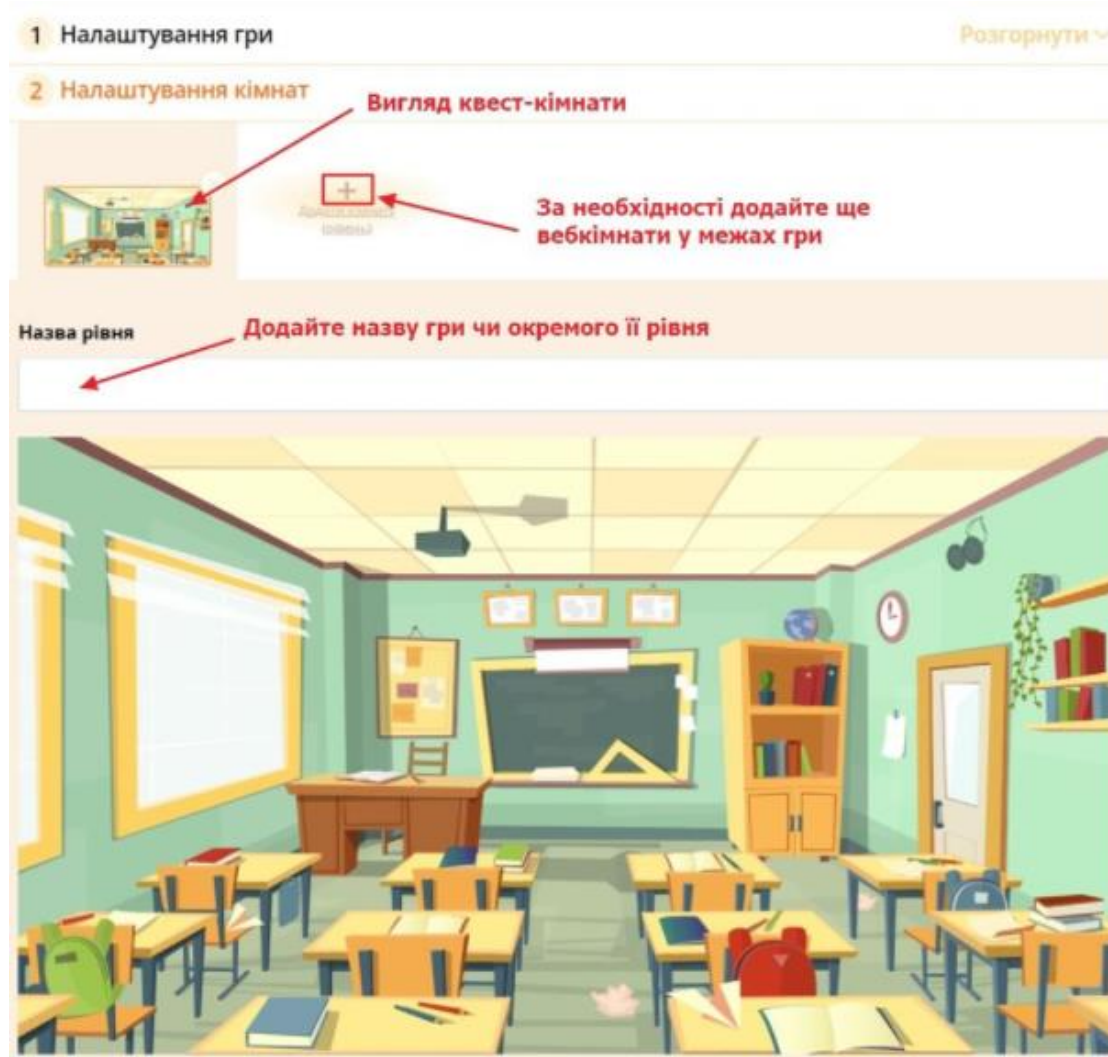 1 Налаштування гри
Розгорнути
2 Налаштування кімнат
Вигляд квест-кімнати
За необхідності додайте ще
вебкімнати у межах гри
Назва рівня
Додайте назву гри чи окремого її рівня